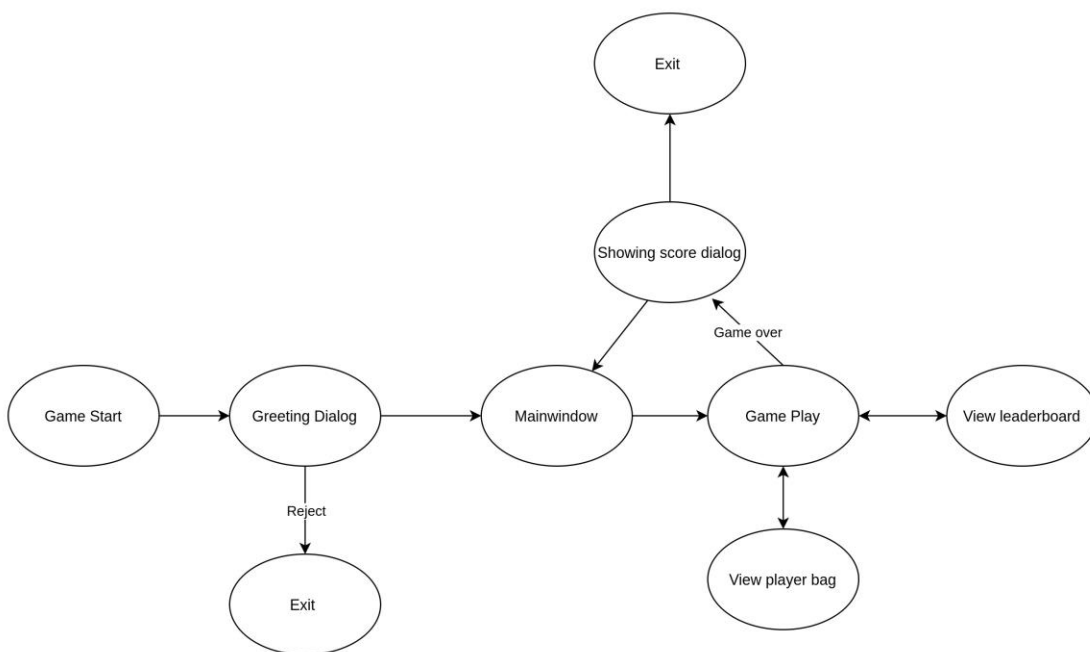 Exit
Showing score dialog
Game over
Game Start
Greeting Dialog
Mainwindow
Game Play
View leaderboard
Reject
View player bag
Exit